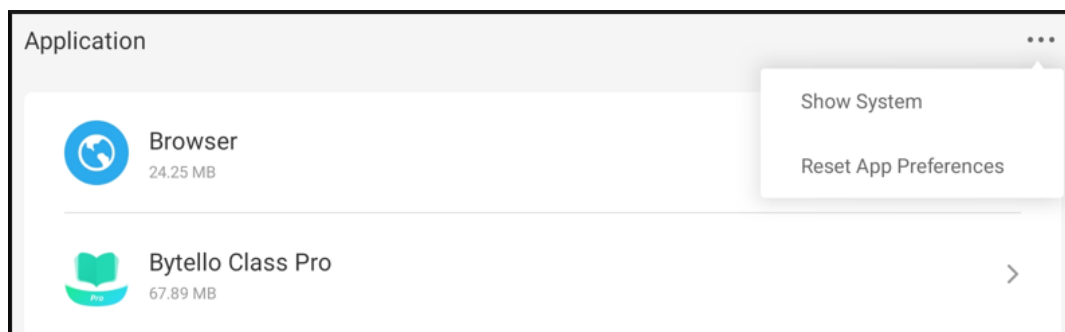 Application
Show System
Reset App Preferences
Browser
24.25 MB
Bytello Class Pro
67.89 MB
Pro